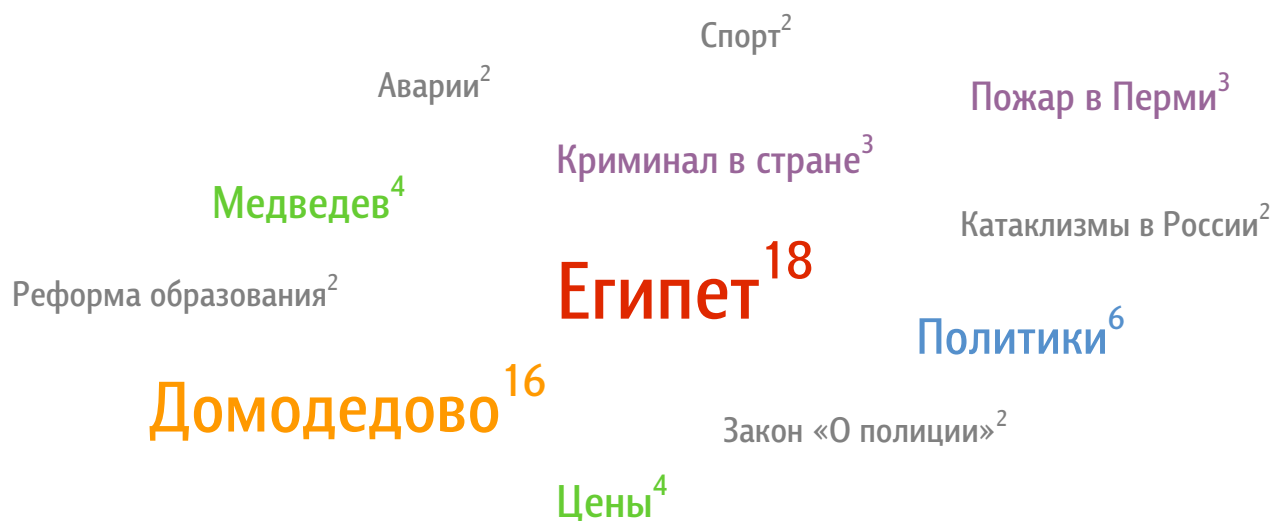 Спорт²
Аварии²
Пожар в Перми³
Криминал в стране³
Медведев⁴
Катаклизмы в России²
Египет¹⁸
Реформа образования²
Политики⁶
Домодедово¹⁶
Закон «О полиции»²
Цены⁴